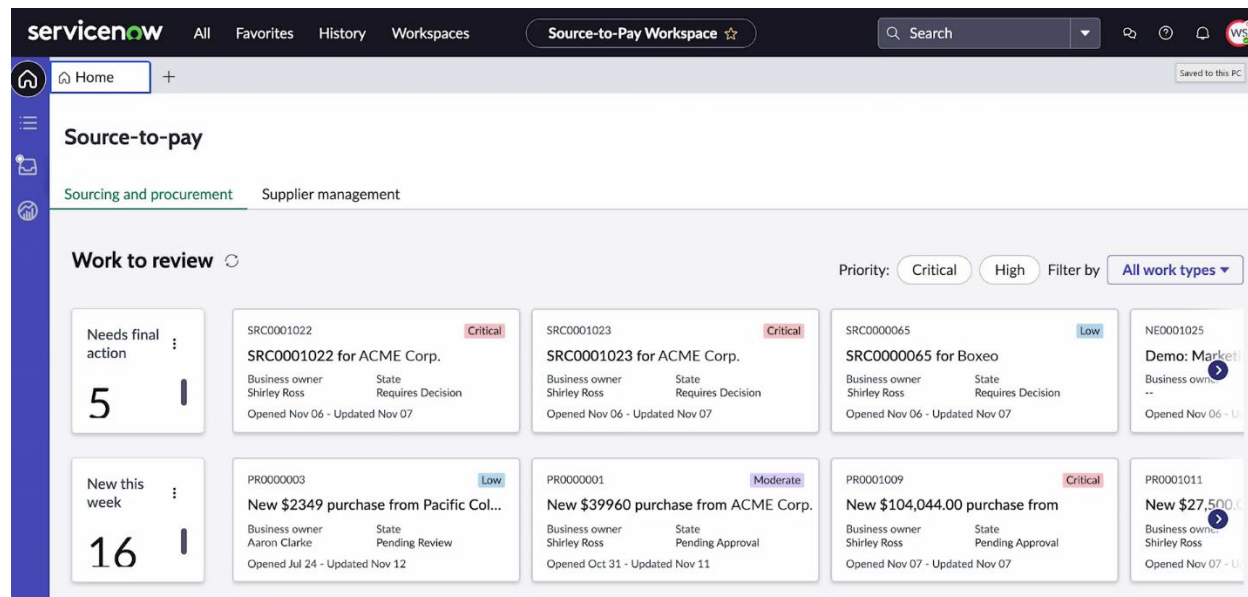 servicenow All Favorites History Workspaces Source-to-Pay Workspace Search WS
Home Saved to this PC
Source-to-pay
Sourcing and procurement Supplier management
Work to review Priority: Critical High Filter by All work types
Needs final
action
5
SRC0001022 Critical
SRC0001022 for ACME Corp.
Business owner State
Shirley Ross Requires Decision
Opened Nov 06 - Updated Nov 07
SRC0001023 Critical
SRC0001023 for ACME Corp.
Business owner State
Shirley Ross Requires Decision
Opened Nov 06 - Updated Nov 07
SRC0000065 Low
SRC0000065 for Boxeo
Business owner State
Shirley Ross Requires Decision
Opened Nov 06 - Updated Nov 07
NE0001025
Demo: Marketi
Business owne
--
Opened Nov 06 - U
New this
week
16
PR0000003 Low
New $2349 purchase from Pacific Col...
Business owner State
Aaron Clarke Pending Review
Opened Jul 24 - Updated Nov 12
PR0000001 Moderate
New $39960 purchase from ACME Corp.
Business owner State
Shirley Ross Pending Approval
Opened Oct 31 - Updated Nov 11
PR0001009 Critical
New $104,044.00 purchase from
Business owner State
Shirley Ross Pending Approval
Opened Nov 07 - Updated Nov 07
PR0001011
New $27,500.
Business owne
Shirley Ross
Opened Nov 07 - U